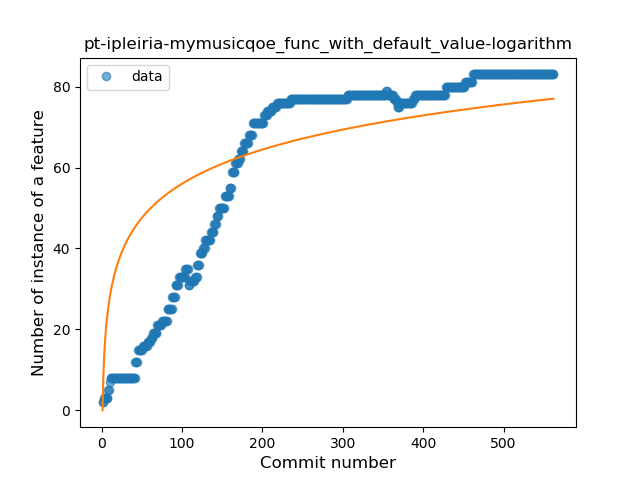 pt-ipleiria-mymusicqoe_func_with_default_value-logarithm
data
Number of instance of a feature
80
60
40
20
0
0 100 200 300 400 500
Commit number